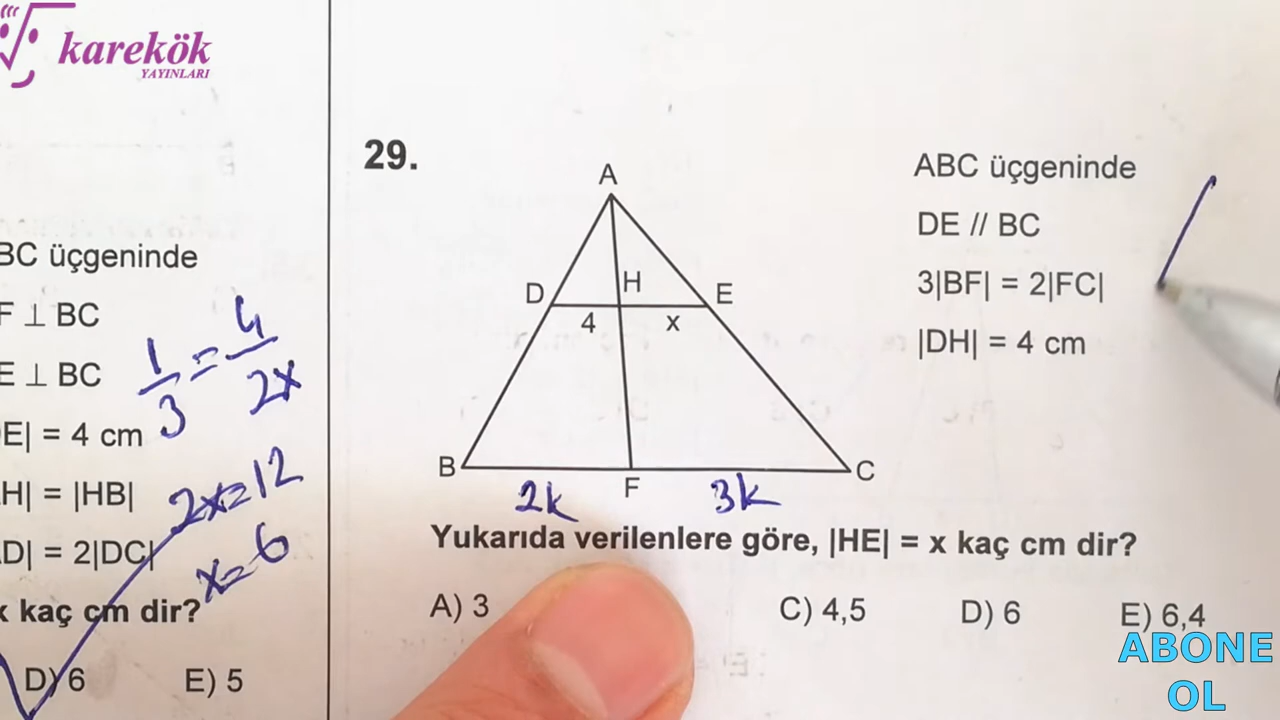 karekök
YAYINLARI
BC üçgeninde
F ⊥ BC
E ⊥ BC
E| = 4 cm
H| = |HB|
D| = 2|DC|
x kaç cm dir?
D) 6 E) 5
1/3 = 4/2x
2x=12
x=6
29.
A
D H E
4 x
B F C
2k 3k
ABC üçgeninde
DE // BC
3|BF| = 2|FC|
|DH| = 4 cm
Yukarıda verilenlere göre, |HE| = x kaç cm dir?
A) 3 C) 4,5 D) 6 E) 6,4
ABONE
OL